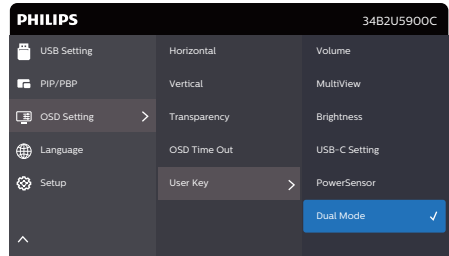 PHILIPS 34B2U5900C
USB Setting Horizontal Volume
PIP/PBP Vertical MultiView
OSD Setting Transparency Brightness
Language OSD Time Out USB-C Setting
Setup User Key PowerSensor
Dual Mode